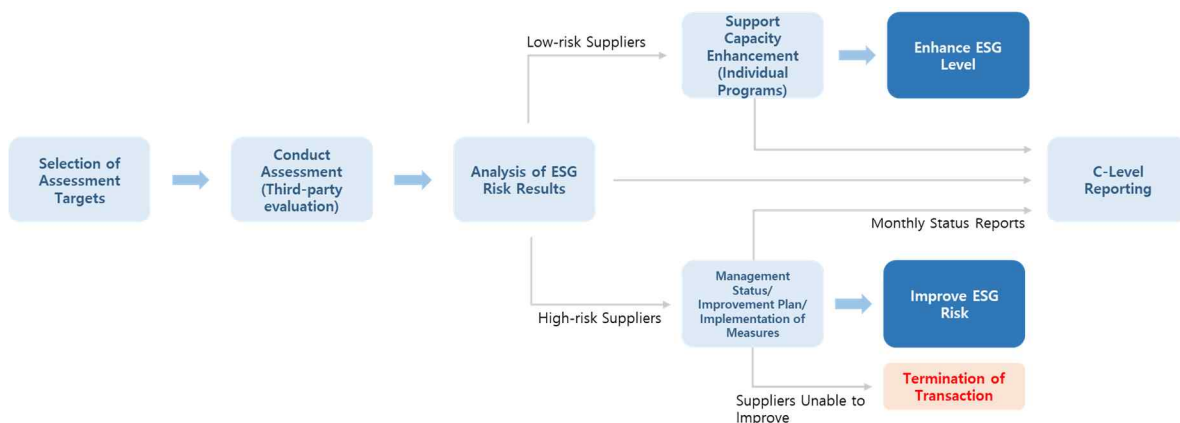 Support
Capacity
Enhancement
(Individual
Programs)
Enhance ESG
Level
Low-risk Suppliers
Selection of
Assessment
Targets
Conduct
Assessment
(Third-party
evaluation)
Analysis of ESG
Risk Results
C-Level
Reporting
Monthly Status Reports
Management
Status/
Improvement Plan/
Implementation of
Measures
Improve ESG
Risk
High-risk Suppliers
Termination of
Transaction
Suppliers Unable to
Improve